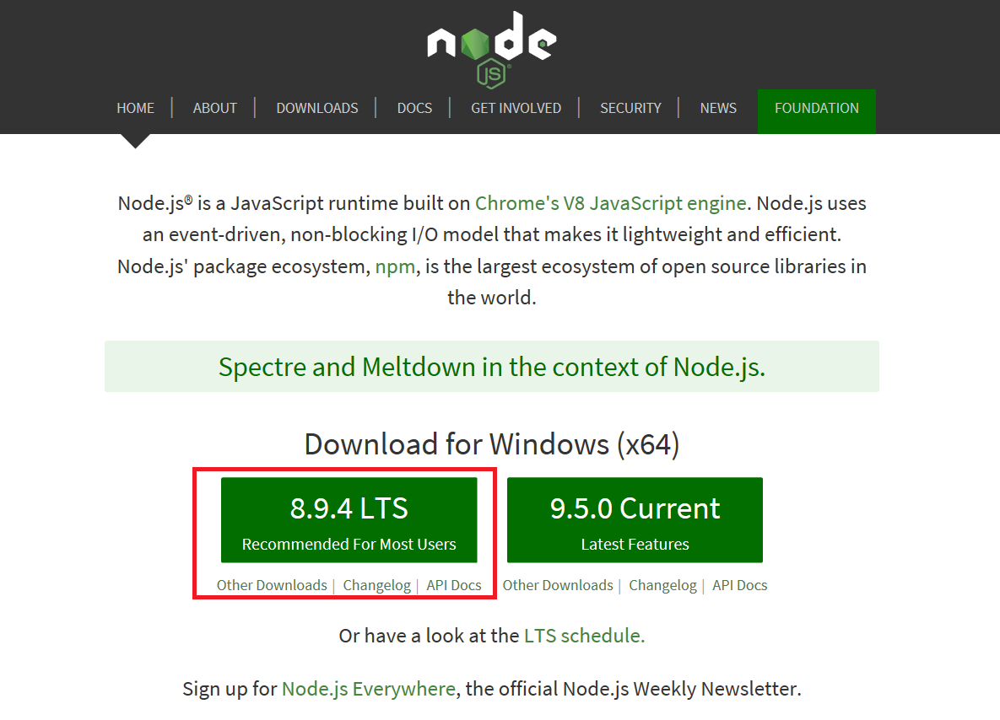 node
JS®
HOME | ABOUT | DOWNLOADS | DOCS | GET INVOLVED | SECURITY | NEWS FOUNDATION
Node.js® is a JavaScript runtime built on Chrome's V8 JavaScript engine. Node.js uses
an event-driven, non-blocking I/O model that makes it lightweight and efficient.
Node.js' package ecosystem, npm, is the largest ecosystem of open source libraries in
the world.
Spectre and Meltdown in the context of Node.js.
Download for Windows (x64)
8.9.4 LTS
Recommended For Most Users
Other Downloads | Changelog | API Docs
9.5.0 Current
Latest Features
Other Downloads | Changelog | API Docs
Or have a look at the LTS schedule.
Sign up for Node.js Everywhere, the official Node.js Weekly Newsletter.